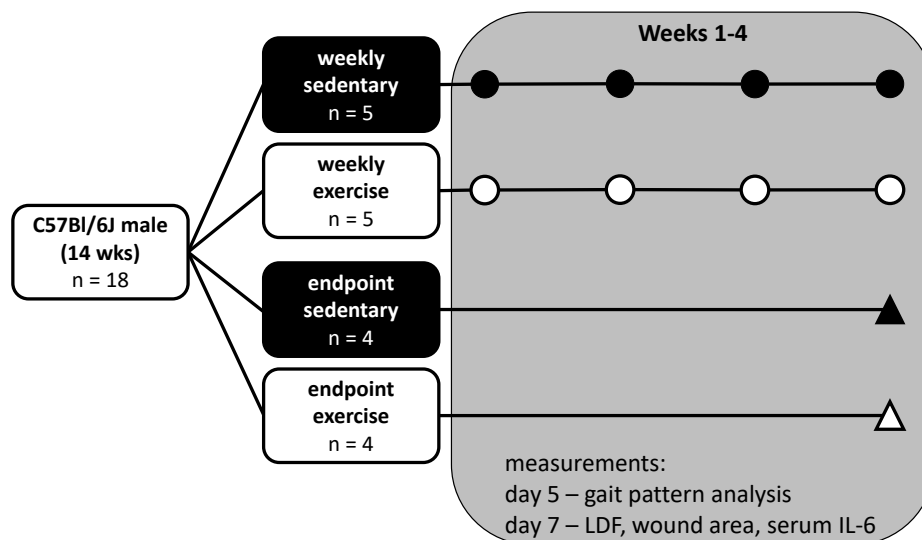 Weeks 1-4
weekly
sedentary
n = 5
weekly
exercise
n = 5
C57Bl/6J male
(14 wks)
n = 18
endpoint
sedentary
n = 4
endpoint
exercise
n = 4
measurements:
day 5 – gait pattern analysis
day 7 – LDF, wound area, serum IL-6